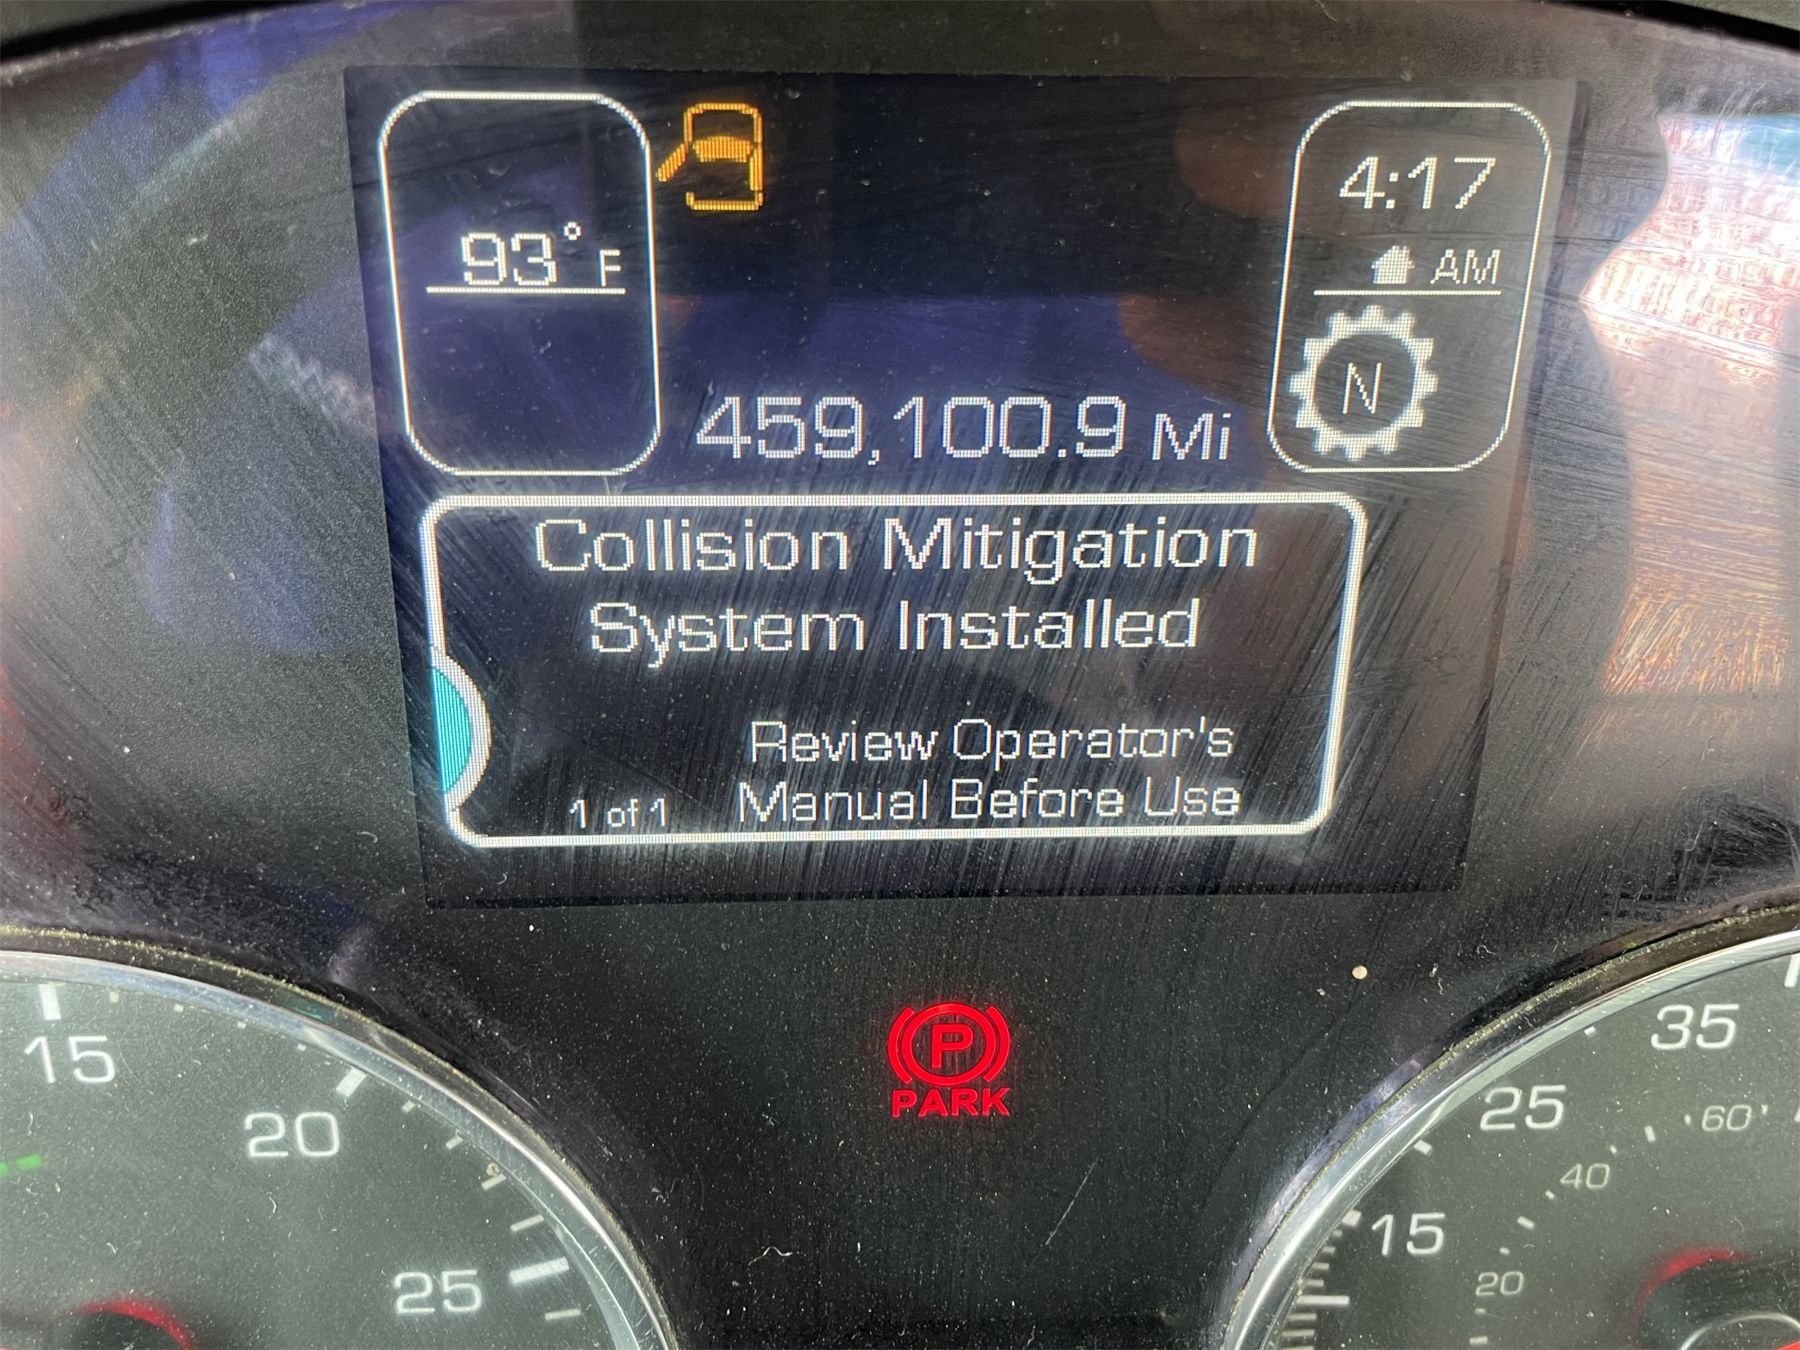 93°F
4:17
AM
N
459,100.9 Mi
Collision Mitigation
System Installed
Review Operator's
1 of 1 Manual Before Use
P
PARK
15
20
25
35
25
60
40
15
20